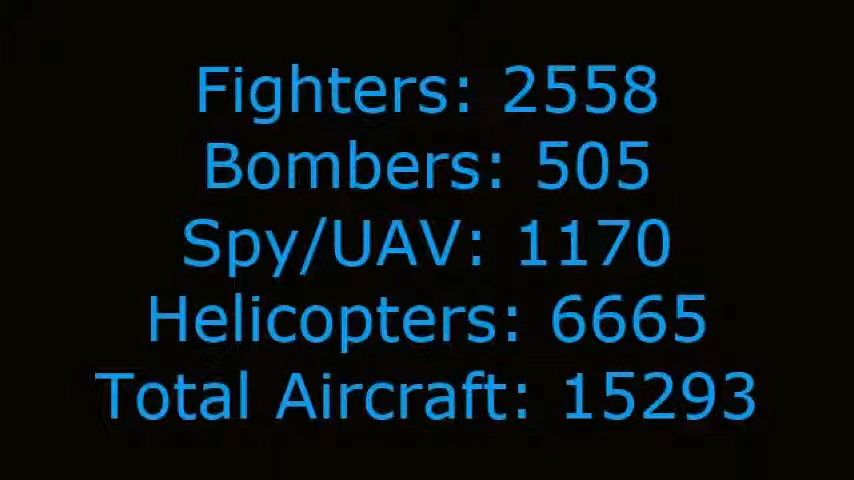 Fighters: 2558
Bombers: 505
Spy/UAV: 1170
Helicopters: 6665
Total Aircraft: 15293